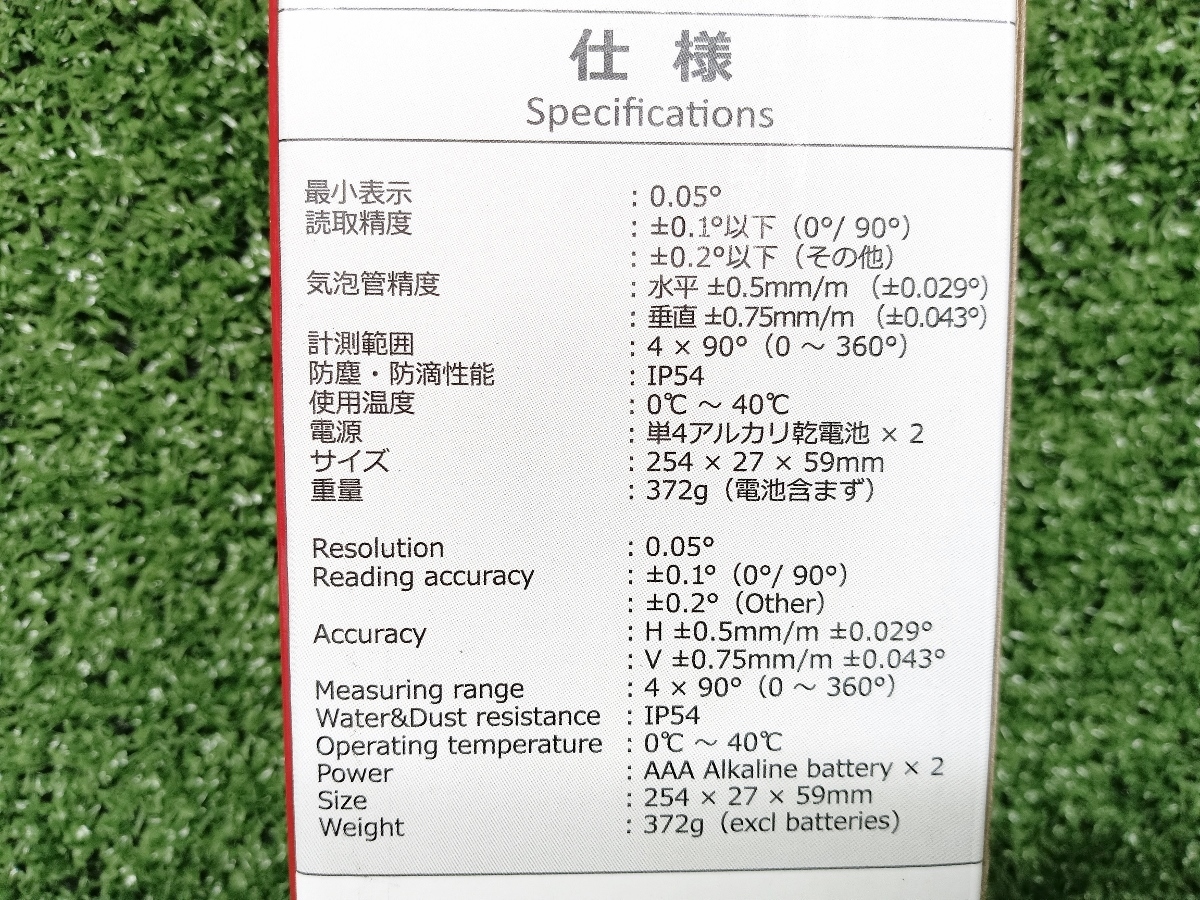 仕 様
Specifications
最小表示 : 0.05°
読取精度 : ±0.1°以下（0°/ 90°）
: ±0.2°以下（その他）
気泡管精度 : 水平 ±0.5mm/m （±0.029°）
: 垂直 ±0.75mm/m （±0.043°）
計測範囲 : 4 × 90°（0 ～ 360°）
防塵・防滴性能 : IP54
使用温度 : 0℃ ～ 40℃
電源 : 単4アルカリ乾電池 × 2
サイズ : 254 × 27 × 59mm
重量 : 372g（電池含まず）
Resolution : 0.05°
Reading accuracy : ±0.1°（0°/ 90°）
: ±0.2°（Other）
Accuracy : H ±0.5mm/m ±0.029°
: V ±0.75mm/m ±0.043°
Measuring range : 4 × 90°（0 ～ 360°）
Water&Dust resistance : IP54
Operating temperature : 0℃ ～ 40℃
Power : AAA Alkaline battery × 2
Size : 254 × 27 × 59mm
Weight : 372g（excl batteries）